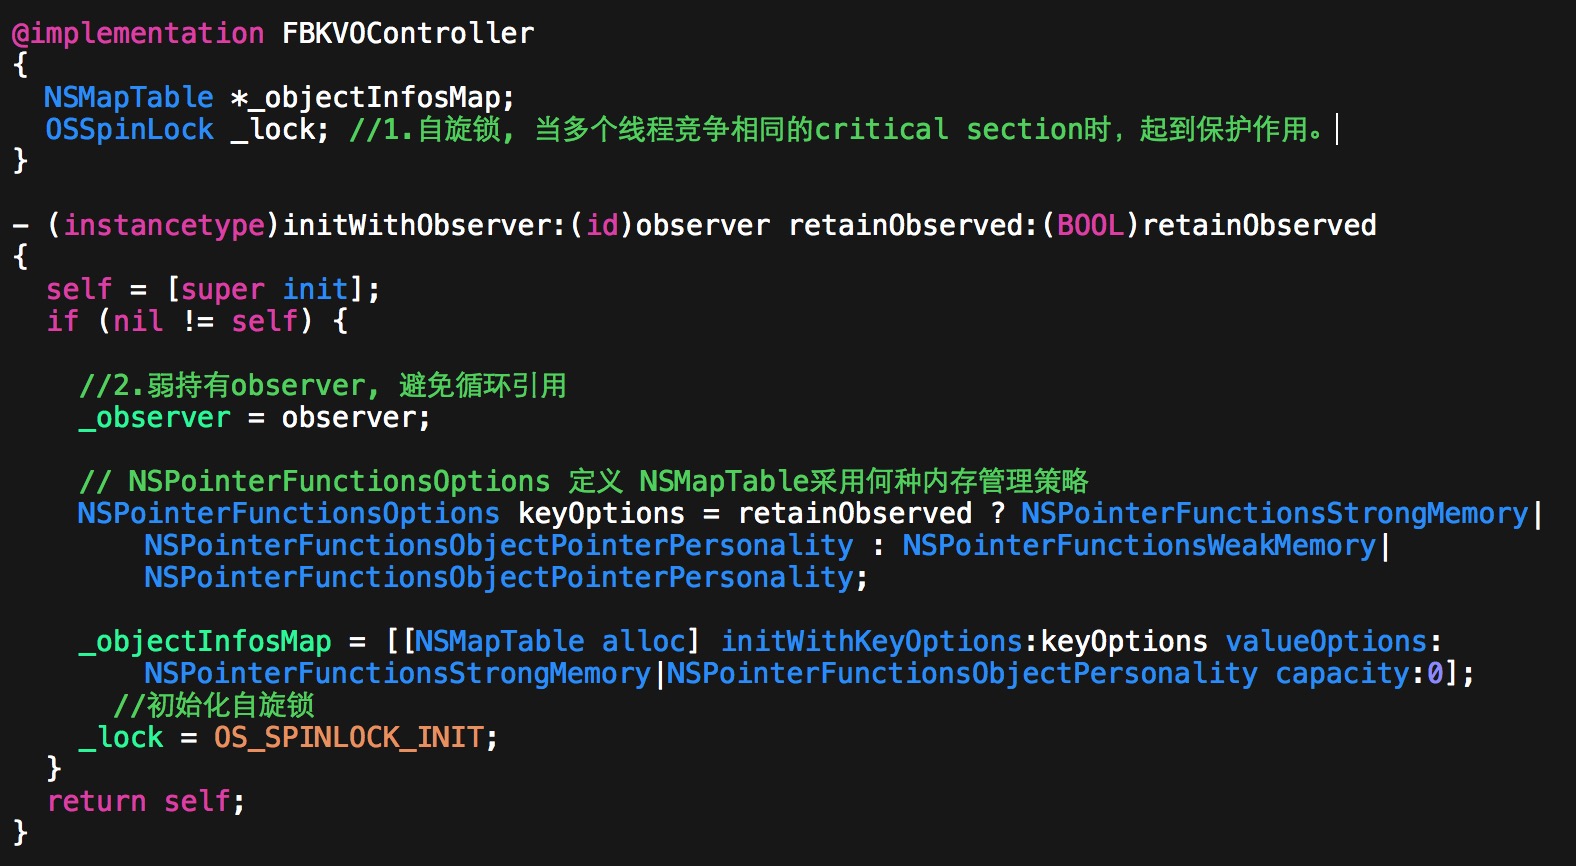 @implementation FBKVOController
{
  NSMapTable *_objectInfosMap;
  OSSpinLock _lock; //1.自旋锁, 当多个线程竞争相同的critical section时，起到保护作用。
}

- (instancetype)initWithObserver:(id)observer retainObserved:(BOOL)retainObserved
{
  self = [super init];
  if (nil != self) {

    //2.弱持有observer, 避免循环引用
    _observer = observer;

    // NSPointerFunctionsOptions 定义 NSMapTable采用何种内存管理策略
    NSPointerFunctionsOptions keyOptions = retainObserved ? NSPointerFunctionsStrongMemory|
        NSPointerFunctionsObjectPointerPersonality : NSPointerFunctionsWeakMemory|
        NSPointerFunctionsObjectPointerPersonality;

    _objectInfosMap = [[NSMapTable alloc] initWithKeyOptions:keyOptions valueOptions:
        NSPointerFunctionsStrongMemory|NSPointerFunctionsObjectPersonality capacity:0];
      //初始化自旋锁
    _lock = OS_SPINLOCK_INIT;
  }
  return self;
}